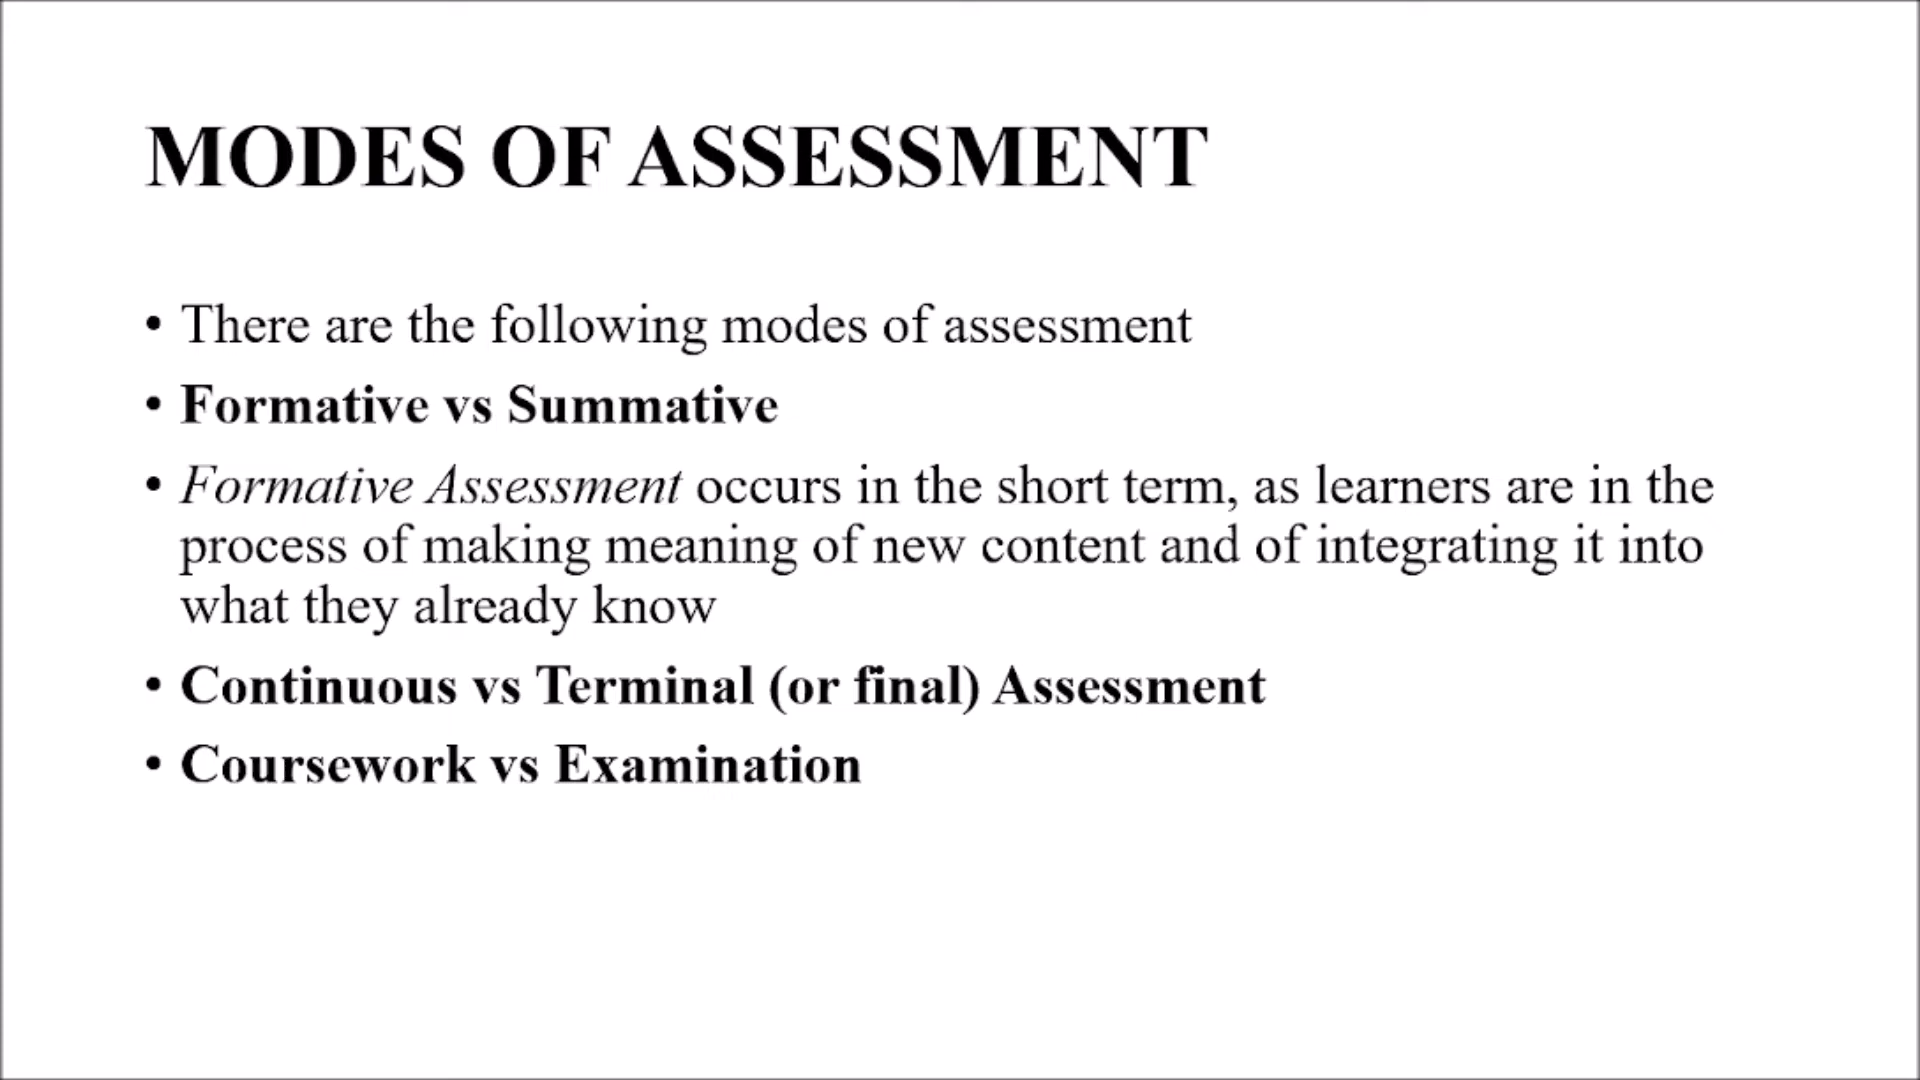 MODES OF ASSESSMENT
• There are the following modes of assessment
• Formative vs Summative
• Formative Assessment occurs in the short term, as learners are in the
process of making meaning of new content and of integrating it into
what they already know
• Continuous vs Terminal (or final) Assessment
• Coursework vs Examination